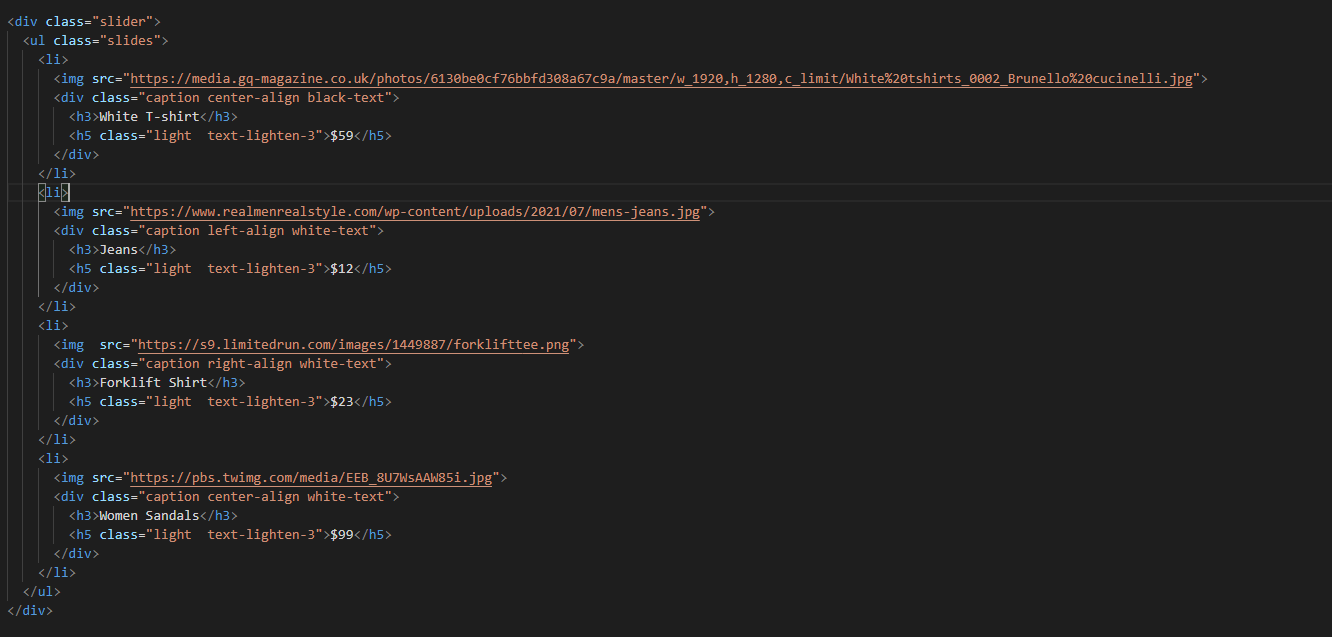 <div class="slider">
  <ul class="slides">
    <li>
      <img src="https://media.gq-magazine.co.uk/photos/6130be0cf76bbfd308a67c9a/master/w_1920,h_1280,c_limit/White%20tshirts_0002_Brunello%20cucinelli.jpg">
      <div class="caption center-align black-text">
        <h3>White T-shirt</h3>
        <h5 class="light  text-lighten-3">$59</h5>
      </div>
    </li>
    <li>
      <img src="https://www.realmenrealstyle.com/wp-content/uploads/2021/07/mens-jeans.jpg">
      <div class="caption left-align white-text">
        <h3>Jeans</h3>
        <h5 class="light  text-lighten-3">$12</h5>
      </div>
    </li>
    <li>
      <img  src="https://s9.limitedrun.com/images/1449887/forklifttee.png">
      <div class="caption right-align white-text">
        <h3>Forklift Shirt</h3>
        <h5 class="light  text-lighten-3">$23</h5>
      </div>
    </li>
    <li>
      <img src="https://pbs.twimg.com/media/EEB_8U7WsAAW85i.jpg">
      <div class="caption center-align white-text">
        <h3>Women Sandals</h3>
        <h5 class="light  text-lighten-3">$99</h5>
      </div>
    </li>
  </ul>
</div>